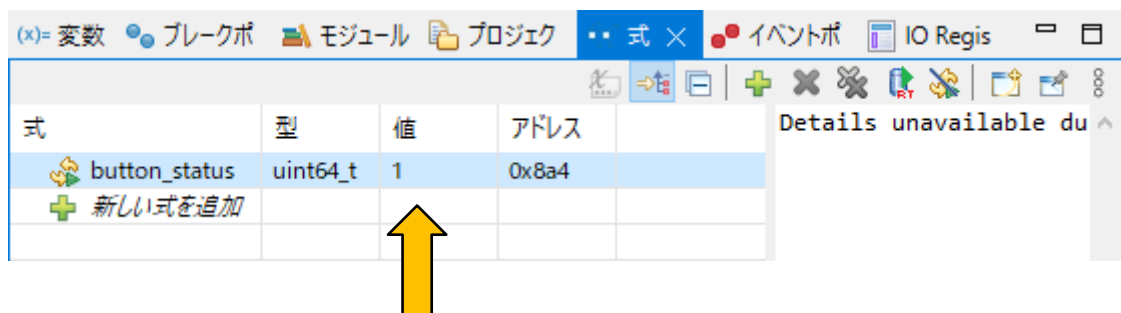 (x)= 変数 ブレークポ モジュール プロジェク 式 イベントポ IO Regis
式 型 値 アドレス Details unavailable du
button_status uint64_t 1 0x8a4
新しい式を追加